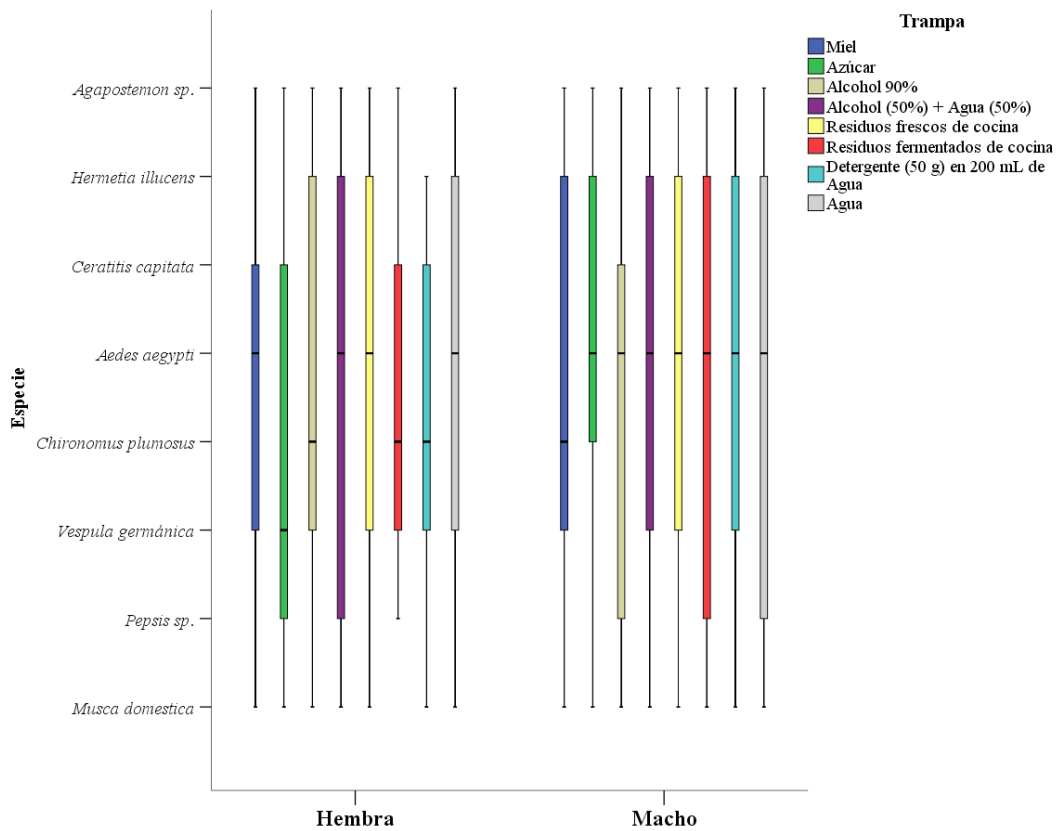 Trampa
Miel
Azúcar
Alcohol 90%
Alcohol (50%) + Agua (50%)
Residuos frescos de cocina
Residuos fermentados de cocina
Detergente (50 g) en 200 mL de
Agua
Agua
Especie
Agapostemon sp.
Hermetia illucens
Ceratitis capitata
Aedes aegypti
Chironomus plumosus
Vespula germánica
Pepsis sp.
Musca domestica
Hembra
Macho